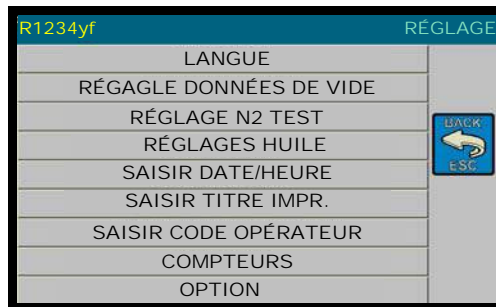 R1234yf RÉGLAGE
LANGUE
RÉGAGLE DONNÉES DE VIDE
RÉGLAGE N2 TEST
RÉGLAGES HUILE
SAISIR DATE/HEURE
SAISIR TITRE IMPR.
SAISIR CODE OPÉRATEUR
COMPTEURS
OPTION
BACK
ESC